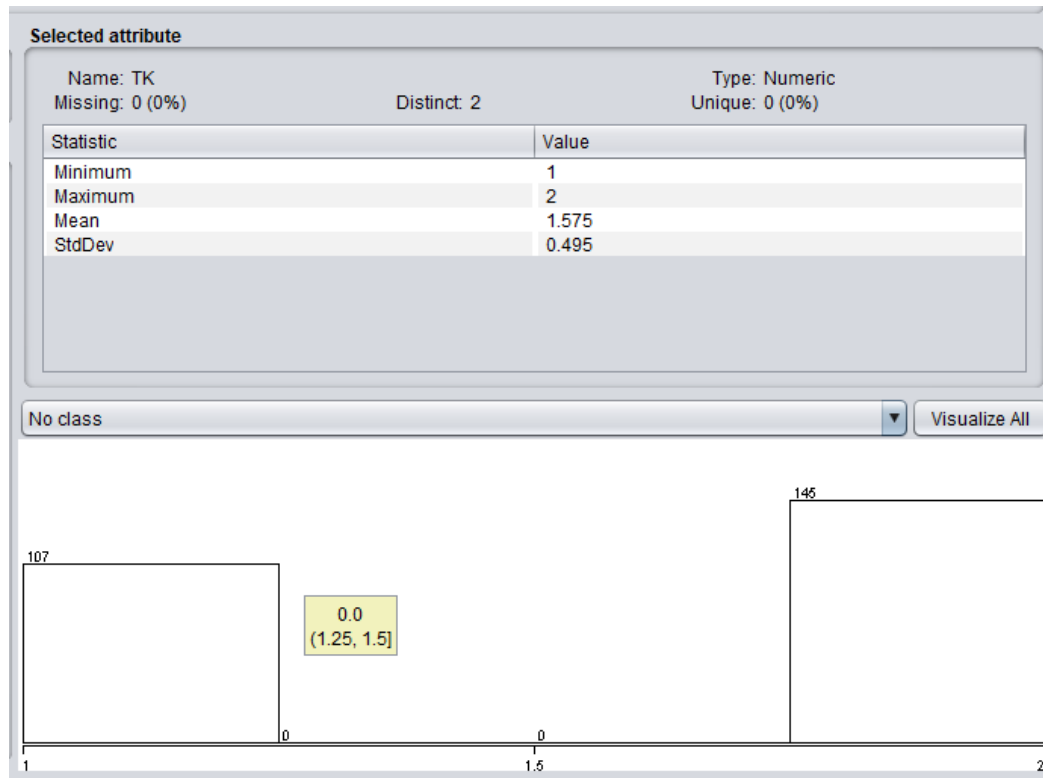 Selected attribute
Name: TK Type: Numeric
Missing: 0 (0%) Distinct: 2 Unique: 0 (0%)
Statistic Value
Minimum 1
Maximum 2
Mean 1.575
StdDev 0.495
No class Visualize All
145
107
0.0
(1.25, 1.5]
0 0
1 1.5 2